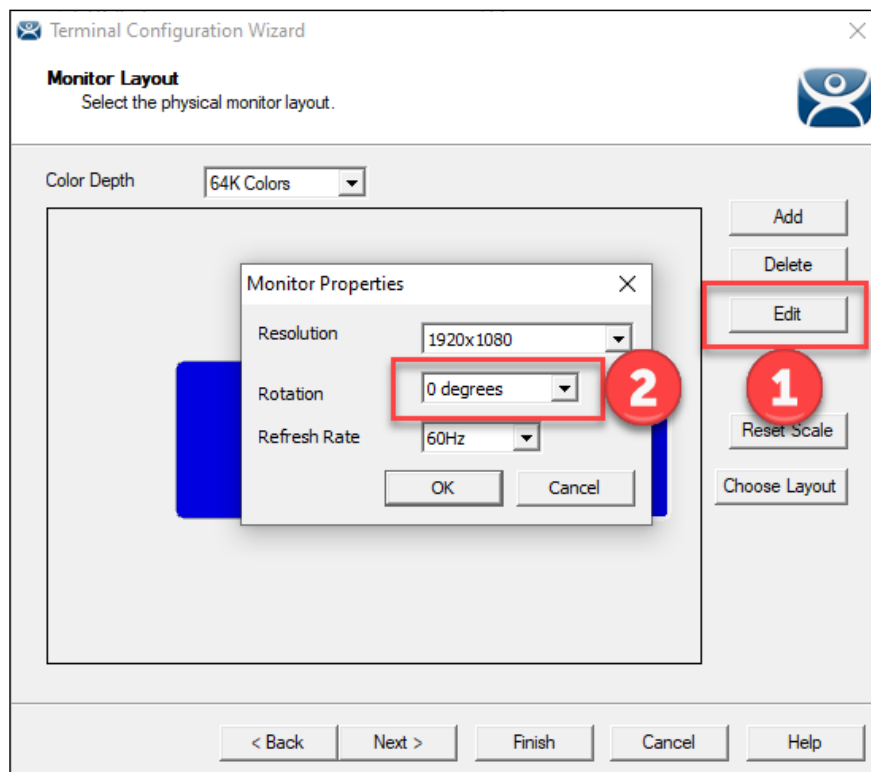 Terminal Configuration Wizard
Monitor Layout
Select the physical monitor layout.
Color Depth
64K Colors
Add
Delete
Edit
Monitor Properties
Resolution
1920x1080
Rotation
0 degrees
2
1
Refresh Rate
60Hz
Reset Scale
OK
Cancel
Choose Layout
< Back
Next >
Finish
Cancel
Help